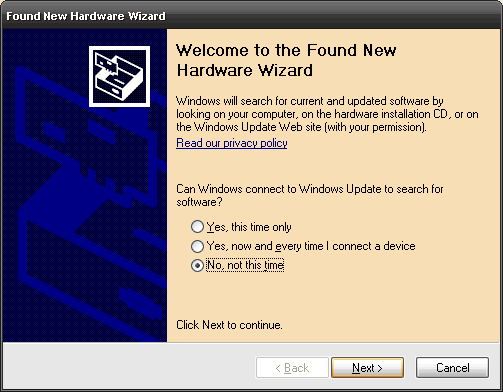 Found New Hardware Wizard
Welcome to the Found New
Hardware Wizard
Windows will search for current and updated software by
looking on your computer, on the hardware installation CD, or on
the Windows Update Web site (with your permission).
Read our privacy policy
Can Windows connect to Windows Update to search for
software?
Yes, this time only
Yes, now and every time I connect a device
No, not this time
Click Next to continue.
< Back
Next >
Cancel